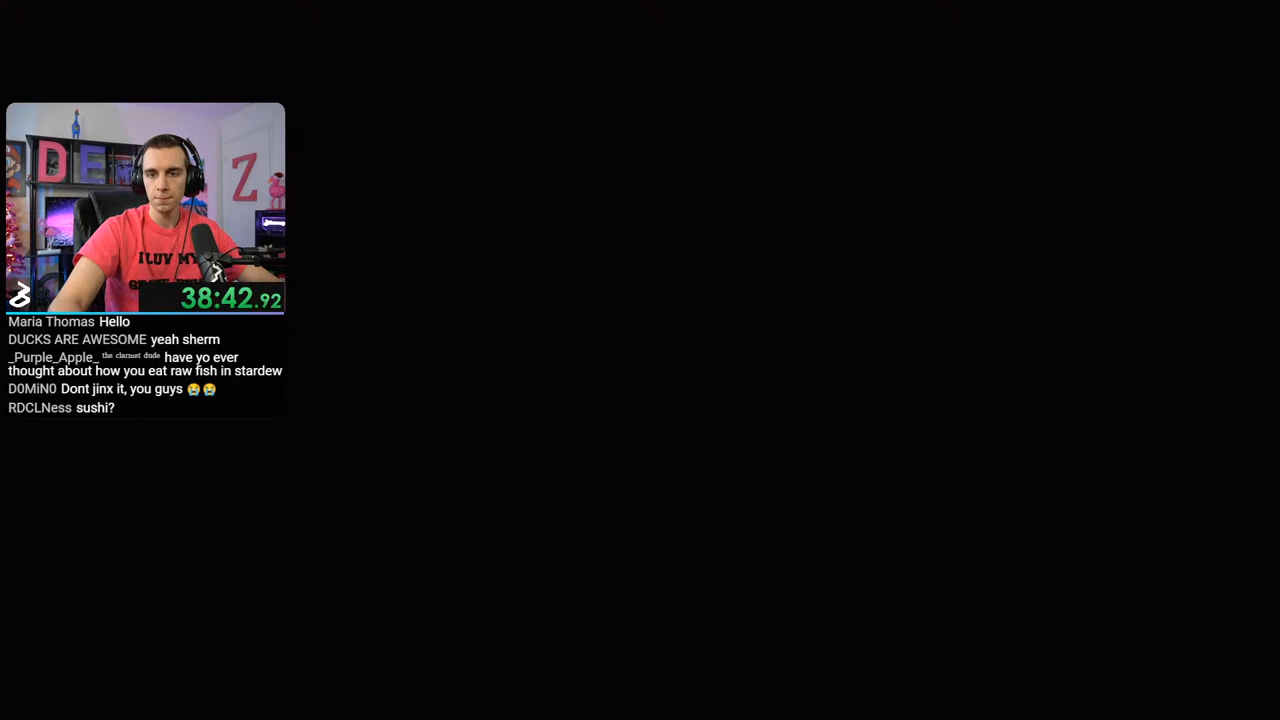 D E Z
I LUV MY
38:42.92
Maria Thomas Hello
DUCKS ARE AWESOME yeah sherm
_Purple_Apple_ the clarinet dude have yo ever
thought about how you eat raw fish in stardew
D0MiN0 Dont jinx it, you guys 😭😭
RDCLNess sushi?